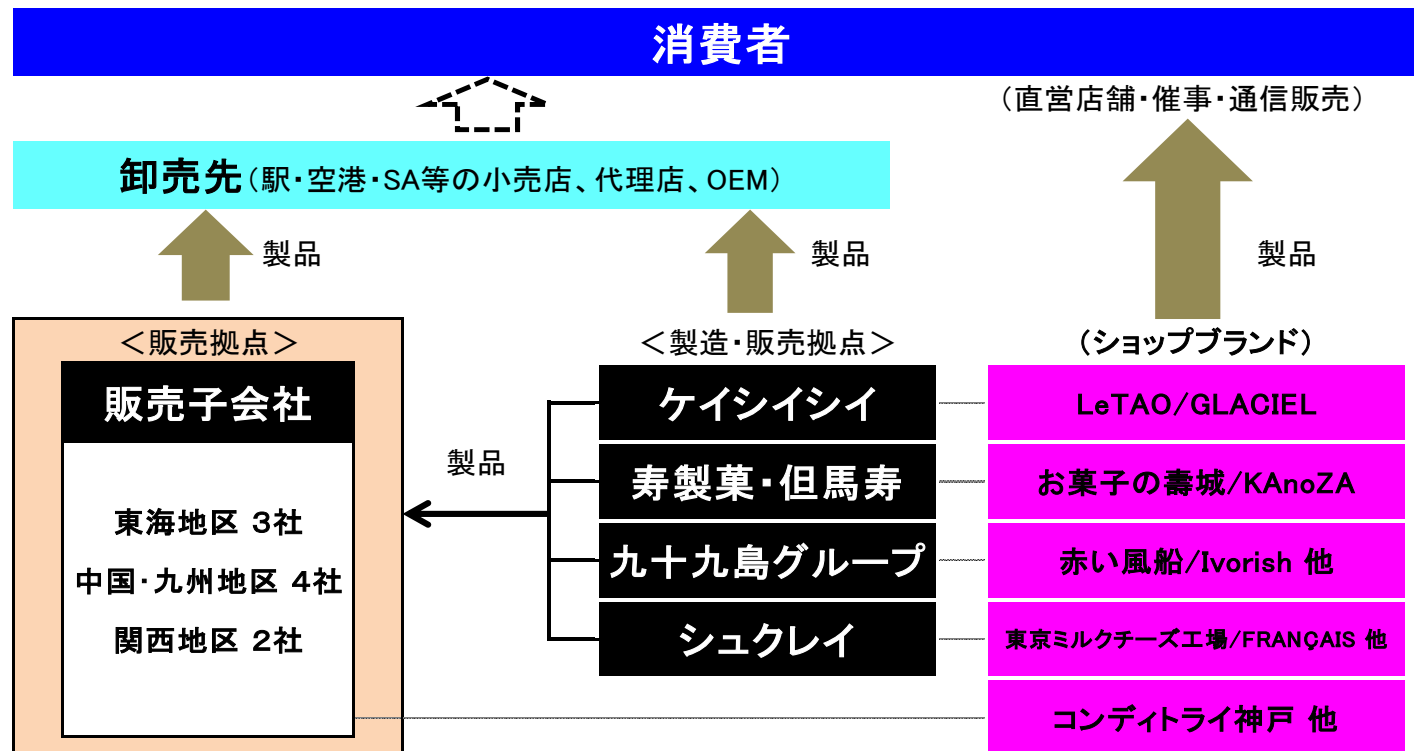 消費者
(直営店舗・催事・通信販売)
卸売先(駅・空港・SA等の小売店、代理店、OEM)
製品
製品
製品
<販売拠点>
販売子会社
東海地区 3社
中国・九州地区 4社
関西地区 2社
製品
<製造・販売拠点>
ケイシイシイ
寿製菓・但馬寿
九十九島グループ
シュクレイ
(ショップブランド)
LeTAO/GLACIEL
お菓子の壽城/KAnoZA
赤い風船/Ivorish 他
東京ミルクチーズ工場/FRANÇAIS 他
コンディトライ神戸 他